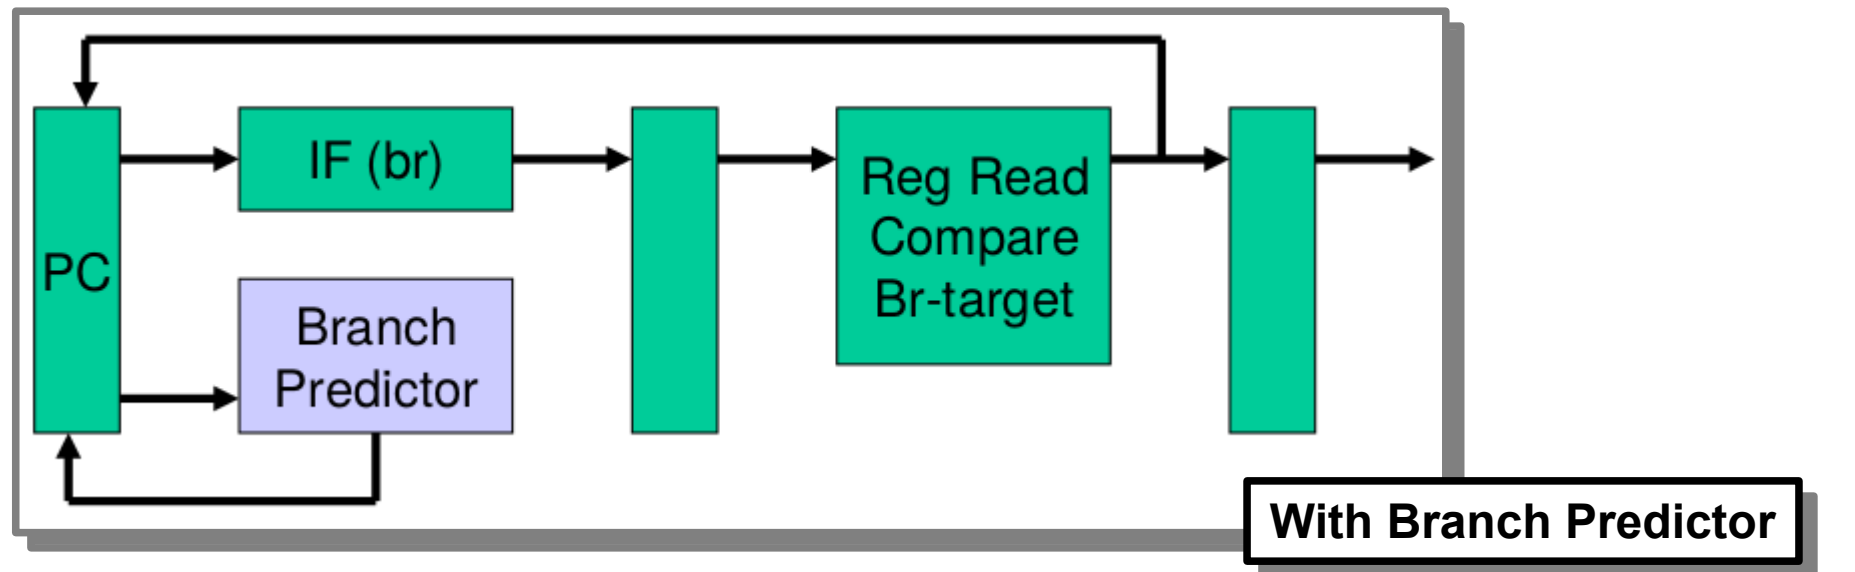 PC
IF (br)
Branch
Predictor
Reg Read
Compare
Br-target
With Branch Predictor